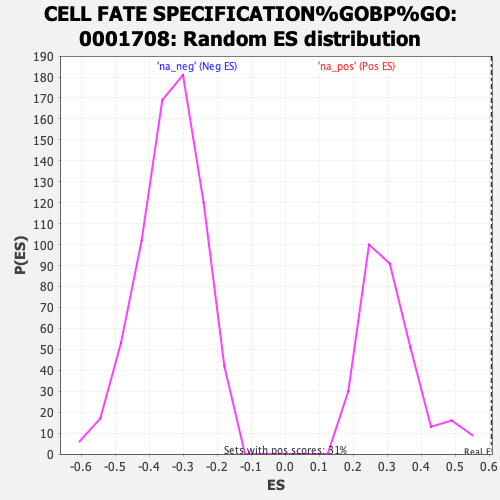 CELL FATE SPECIFICATION%GOBP%GO:
0001708: Random ES distribution
'na_neg' (Neg ES)
'na_pos' (Pos ES)
190
180
170
160
150
140
130
120
110
100
90
80
70
60
50
40
30
20
10
0
P(ES)
Sets with pos scores: 31%
Real E
-0.6 -0.5 -0.4 -0.3 -0.2 -0.1 0.0 0.1 0.2 0.3 0.4 0.5 0.6
ES